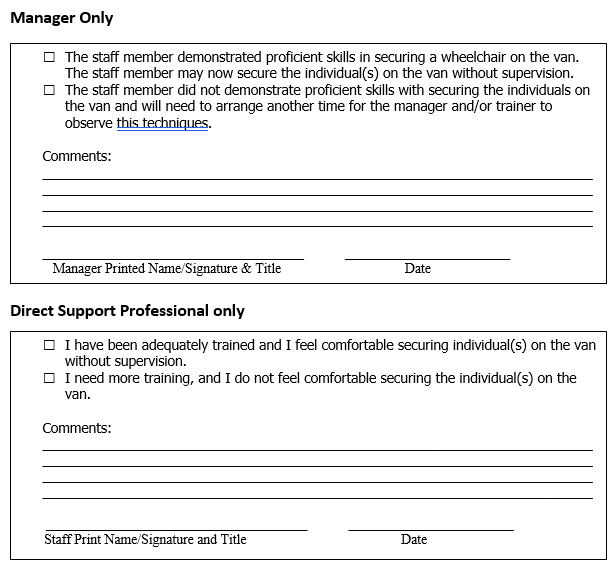 Manager Only
☐ The staff member demonstrated proficient skills in securing a wheelchair on the van.
The staff member may now secure the individual(s) on the van without supervision.
☐ The staff member did not demonstrate proficient skills with securing the individuals on
the van and will need to arrange another time for the manager and/or trainer to
observe this techniques.
Comments:
Manager Printed Name/Signature & Title Date
Direct Support Professional only
☐ I have been adequately trained and I feel comfortable securing individual(s) on the van
without supervision.
☐ I need more training, and I do not feel comfortable securing the individual(s) on the
van.
Comments:
Staff Print Name/Signature and Title Date